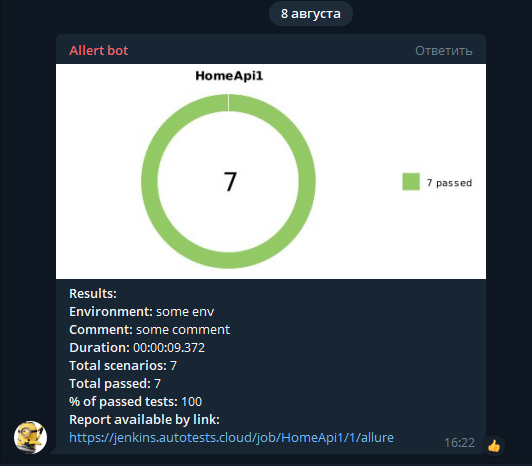 8 августа
Allert bot
Ответить
HomeApi1
7
7 passed
Results:
Environment: some env
Comment: some comment
Duration: 00:00:09.372
Total scenarios: 7
Total passed: 7
% of passed tests: 100
Report available by link:
https://jenkins.autotests.cloud/job/HomeApi1/1/allure
16:22